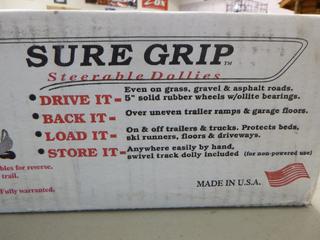 SURE GRIP TM
Steerable Dollies
• DRIVE IT- Even on grass, gravel & asphalt roads.
5" solid rubber wheels w/ollite bearings.
• BACK IT- Over uneven trailer ramps & garage floors.
• LOAD IT- On & off trailers & trucks. Protects beds,
ski runners, floors & driveways.
• STORE IT- Anywhere easily by hand,
swivel track dolly included (for non-powered use)
bles for reverse.
trail.
Fully warranted.
MADE IN U.S.A.